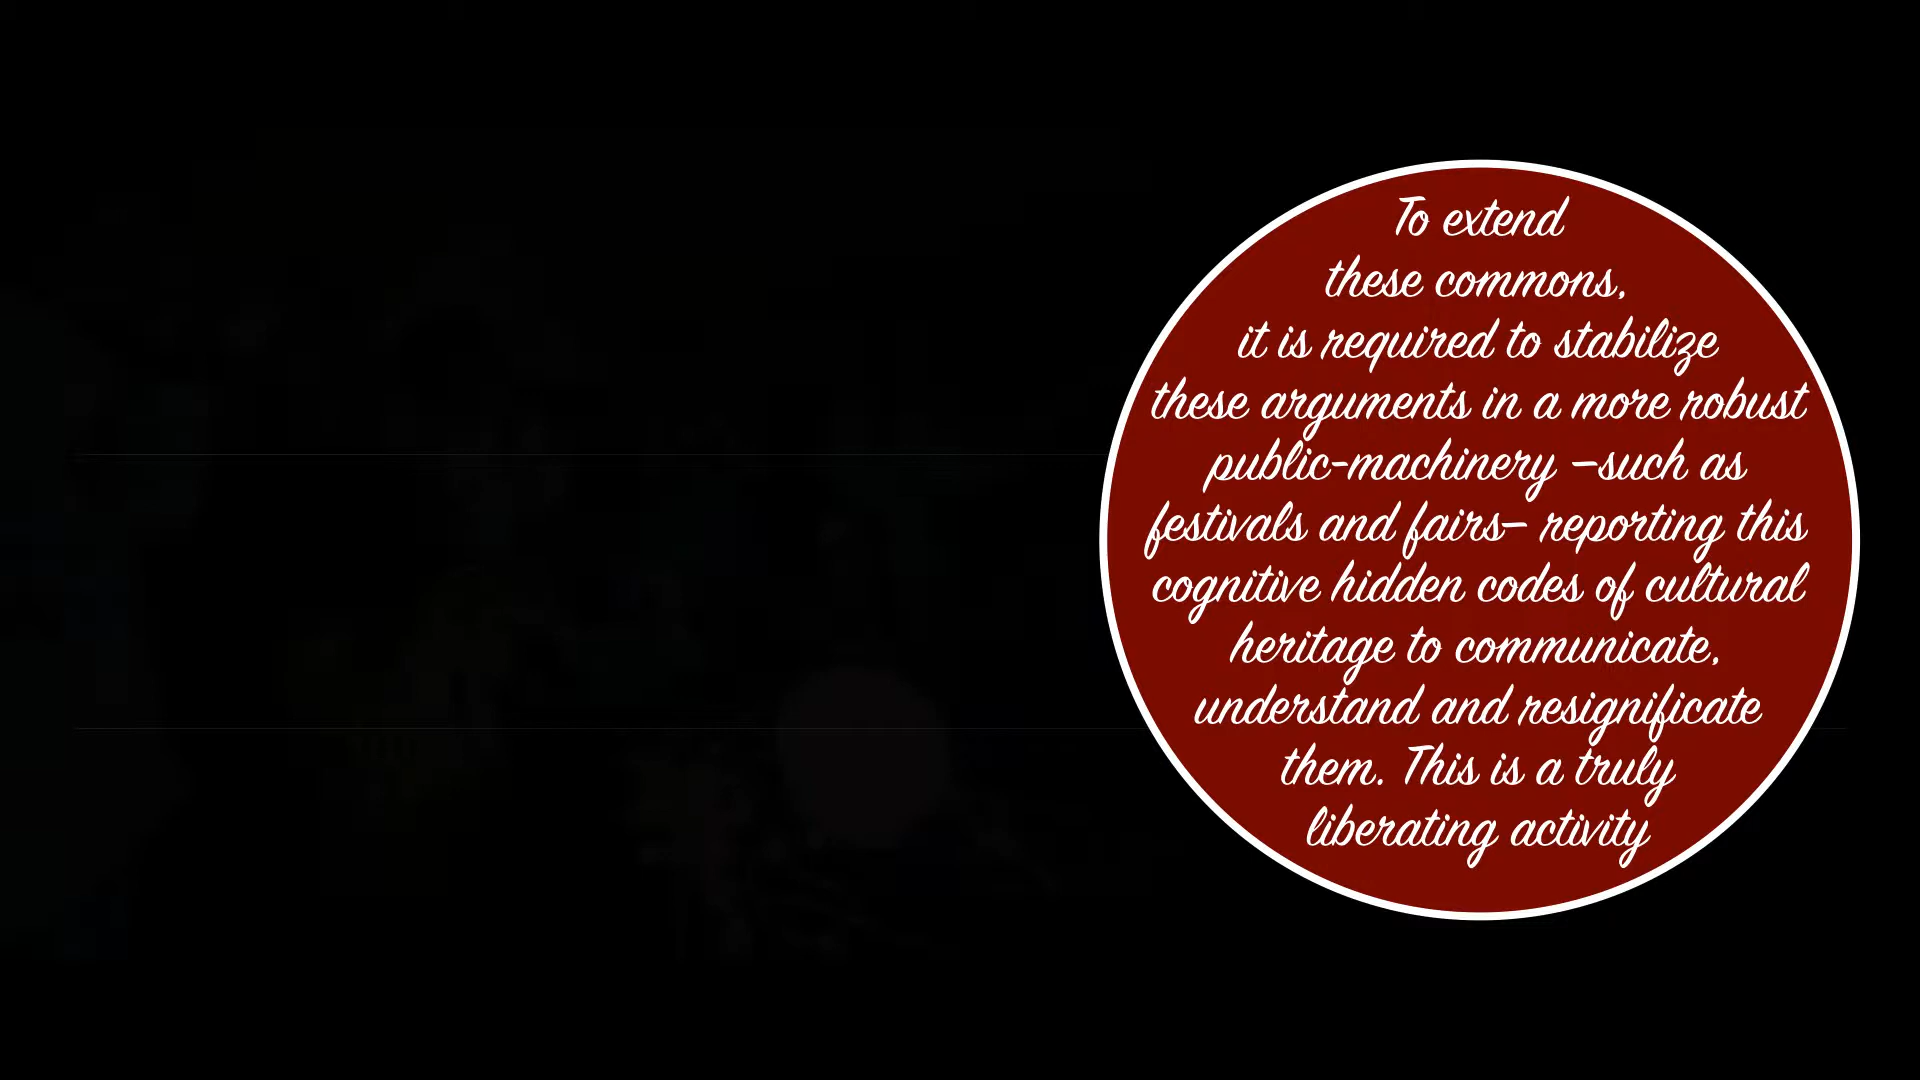 To extend
these commons,
it is required to stabilize
these arguments in a more robust
public-machinery –such as
festivals and fairs– reporting this
cognitive hidden codes of cultural
heritage to communicate,
understand and resignificate
them. This is a truly
liberating activity